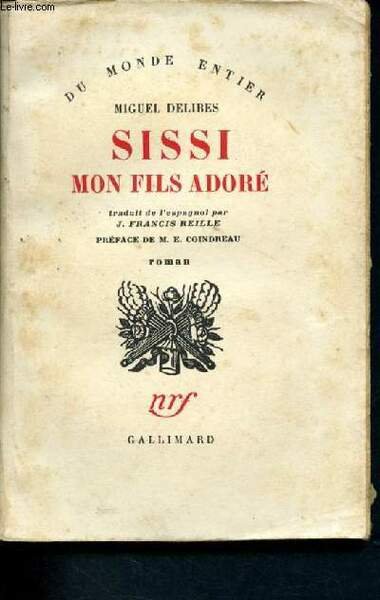 © Le-livre.com
DU MONDE ENTIER
MIGUEL DELIBES
SISSI
MON FILS ADORÉ
traduit de l'espagnol par
J. FRANCIS REILLE
PRÉFACE DE M. E. COINDREAU
roman
nrf
GALLIMARD